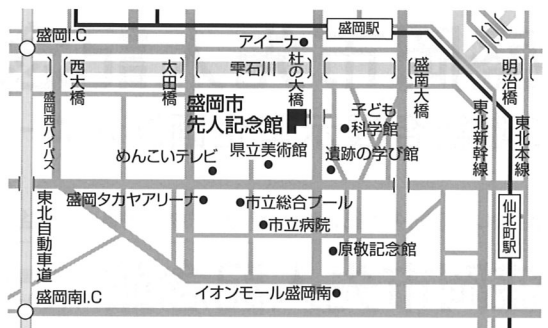 盛岡I.C
アイーナ
盛岡駅
西大橋
太田橋
雫石川
杜の大橋
盛南大橋
明治橋
盛岡西バイパス
盛岡市
先人記念館
子ども
科学館
東北新幹線
東北本線
めんこいテレビ
県立美術館
遺跡の学び館
盛岡タカヤアリーナ
市立総合プール
市立病院
東北自動車道
仙北町駅
原敬記念館
盛岡南I.C
イオンモール盛岡南